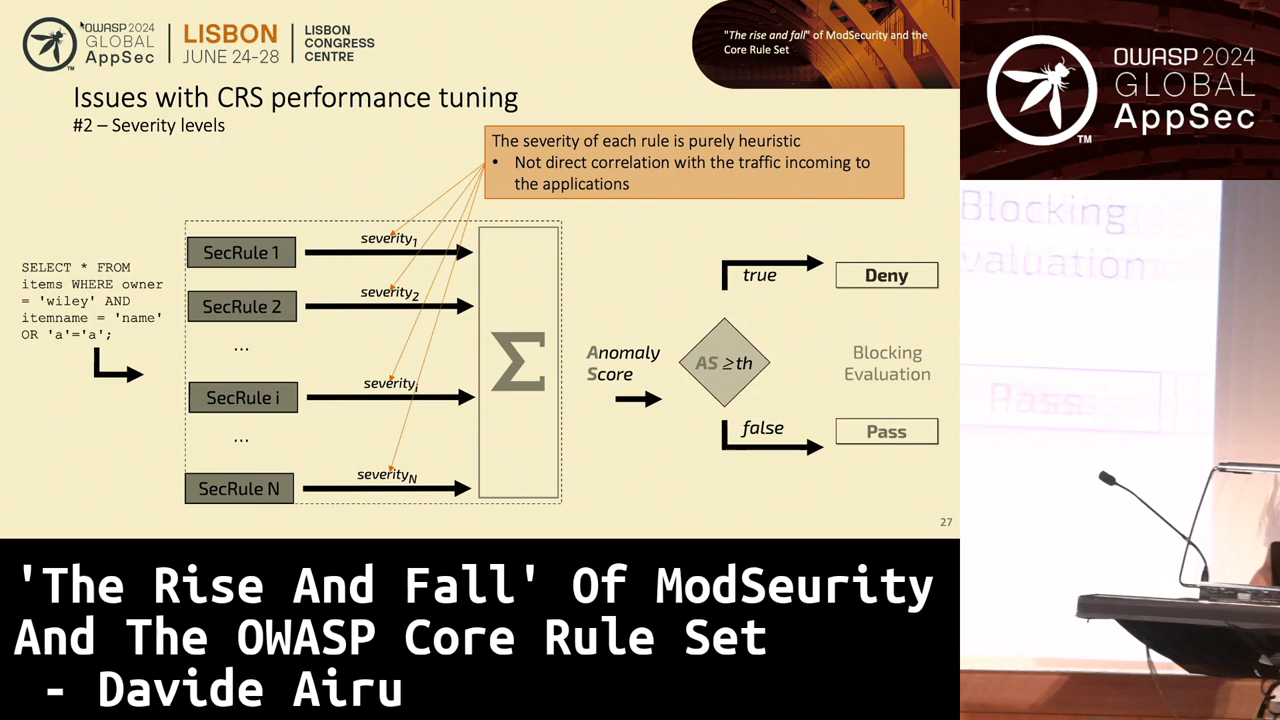 OWASP 2024
GLOBAL
AppSec
TM
LISBON
JUNE 24-28
LISBON
CONGRESS
CENTRE
"The rise and fall" of ModSecurity and the
Core Rule Set
Issues with CRS performance tuning
#2 – Severity levels
The severity of each rule is purely heuristic
• Not direct correlation with the traffic incoming to
the applications
SELECT * FROM
items WHERE owner
= 'wiley' AND
itemname = 'name'
OR 'a'='a';
SecRule 1
severity1
SecRule 2
severity2
...
SecRule i
severityi
...
SecRule N
severityN
Σ
Anomaly
Score
AS ≥th
true
Deny
Blocking
Evaluation
false
Pass
27
OWASP 2024
GLOBAL
AppSec
TM
Blocking
valuation
Pass
'The Rise And Fall' Of ModSeurity
And The OWASP Core Rule Set
- Davide Airu